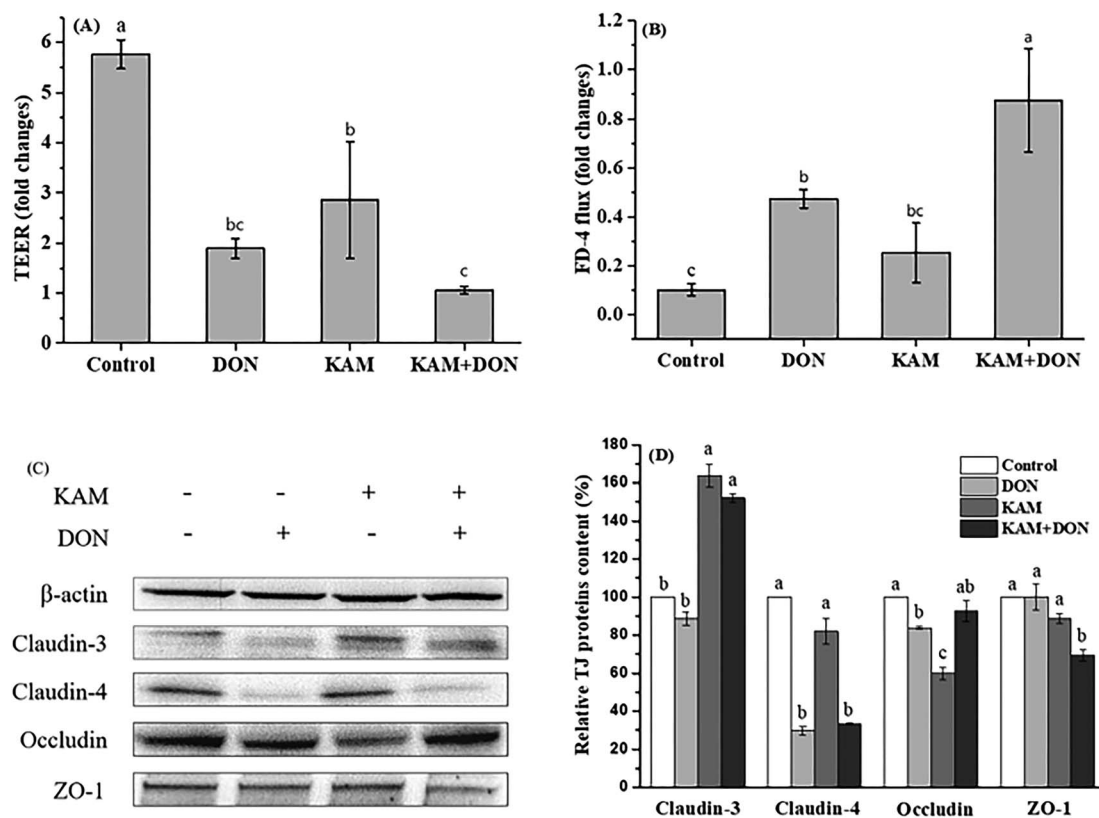 (A)
TEER (fold changes)
6
5
4
3
2
1
0
a
bc
b
c
Control DON KAM KAM+DON
(B)
FD-4 flux (fold changes)
1.2
1.0
0.8
0.6
0.4
0.2
0.0
c
b
bc
a
Control DON KAM KAM+DON
(C)
KAM - - + +
DON - + - +
β-actin
Claudin-3
Claudin-4
Occludin
ZO-1
(D)
Relative TJ proteins content (%)
180
160
140
120
100
80
60
40
20
0
Control
DON
KAM
KAM+DON
b b a a
a b a b
a b c ab
a a a b
Claudin-3 Claudin-4 Occludin ZO-1